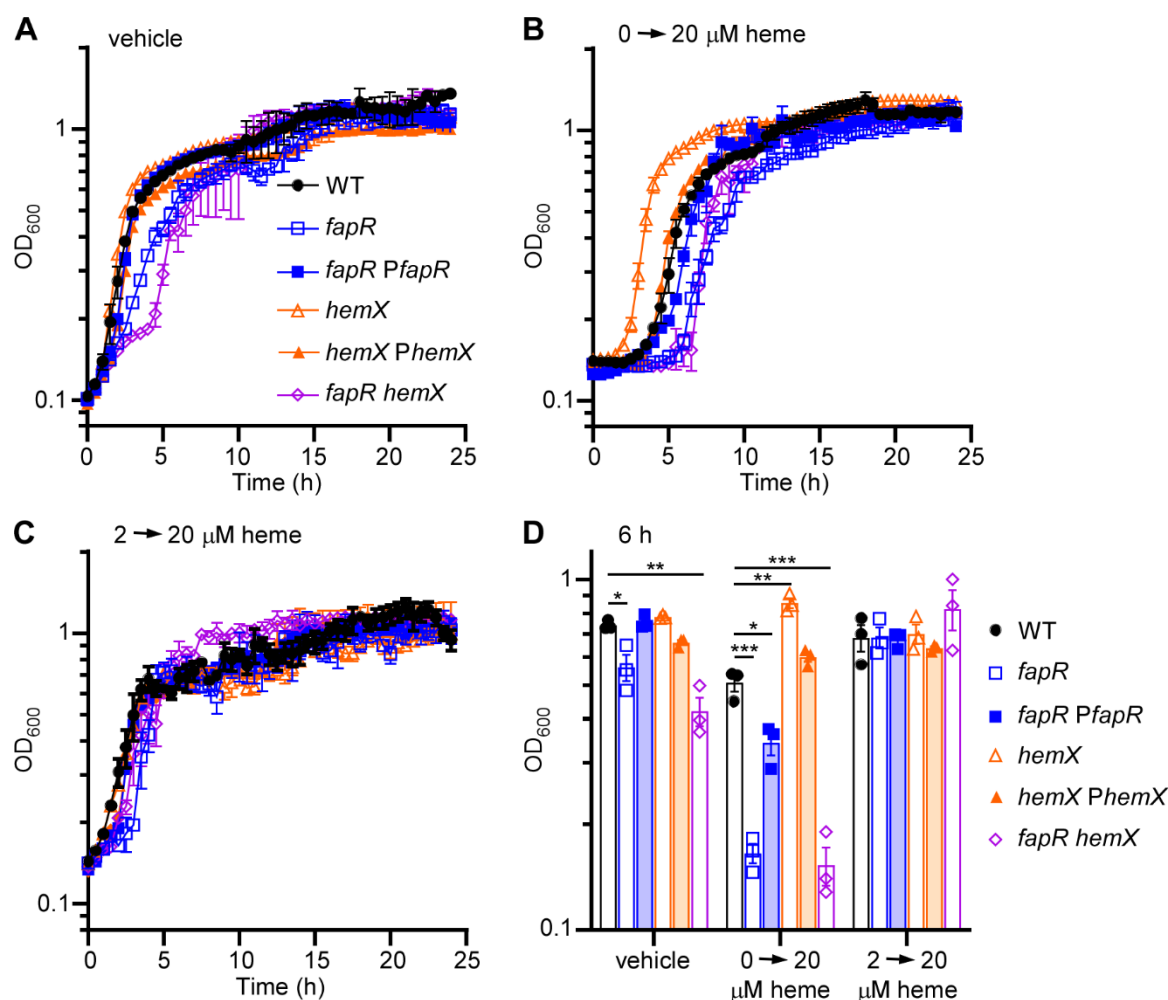 A
vehicle
OD600
1
0.1
0
5
10
15
20
25
Time (h)
WT
fapR
fapR PfapR
hemX
hemX PhemX
fapR hemX
B
0 → 20 μM heme
OD600
1
0.1
0
5
10
15
20
25
Time (h)
C
2 → 20 μM heme
OD600
1
0.1
0
5
10
15
20
25
Time (h)
D
6 h
OD600
1
0.1
*
**
***
*
**
***
vehicle
0 → 20
μM heme
2 → 20
μM heme
WT
fapR
fapR PfapR
hemX
hemX PhemX
fapR hemX